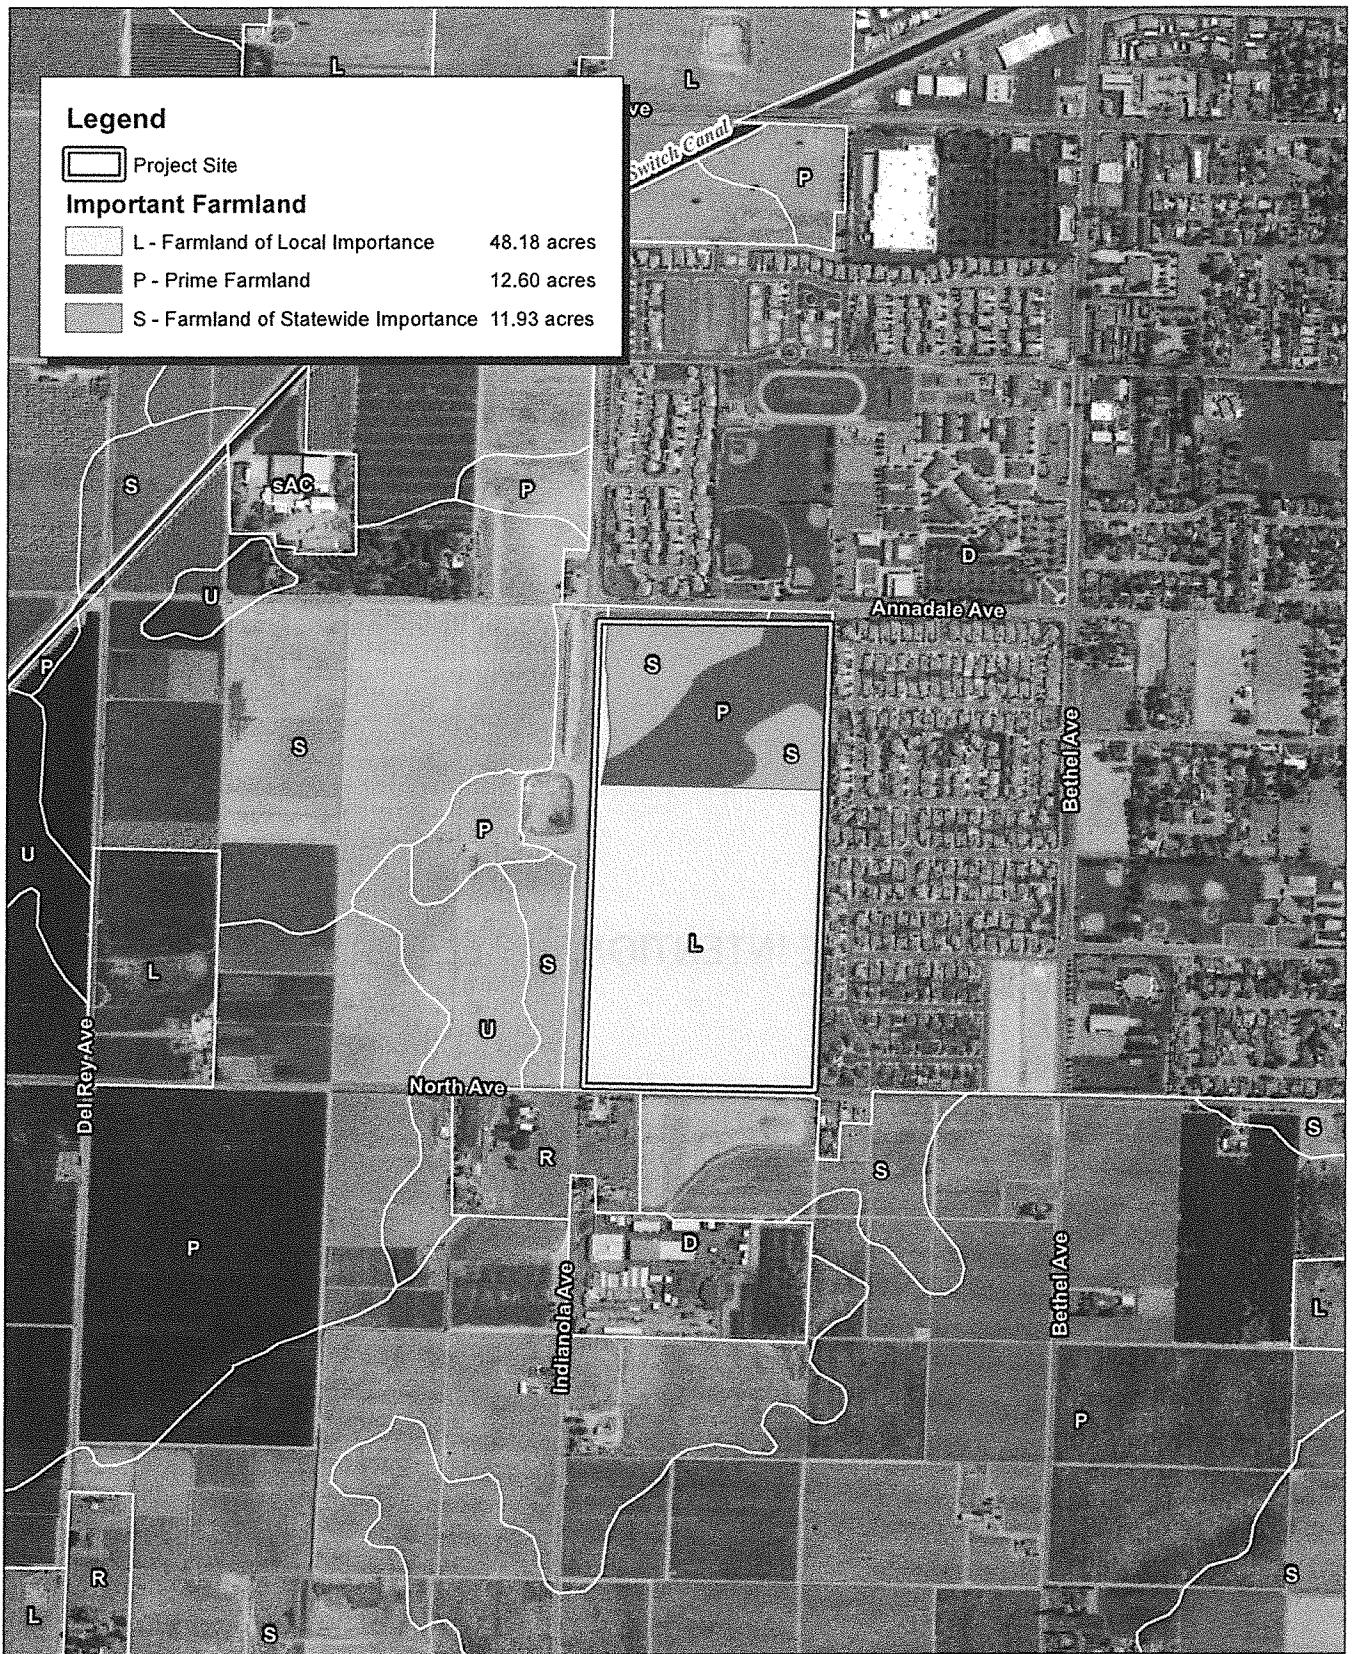 L
L
ve
Switch Canal
P
Legend
Project Site
Important Farmland
L - Farmland of Local Importance 48.18 acres
P - Prime Farmland 12.60 acres
S - Farmland of Statewide Importance 11.93 acres
S
sAC
P
D
U
Annadale Ave
P
S
P
S
S
Bethel Ave
P
U
L
S
L
U
Del Rey Ave
North Ave
S
R
S
P
D
Indianola Ave
Bethel Ave
L
P
R
S
L
S